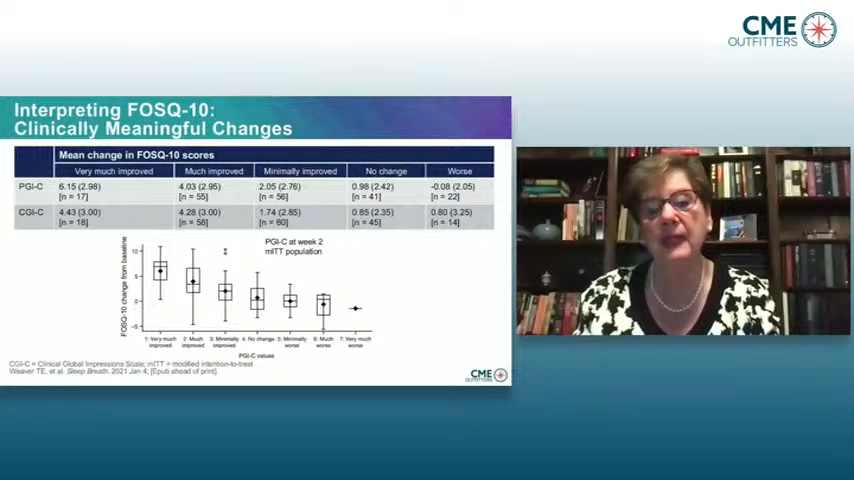 CME
OUTFITTERS
Interpreting FOSQ-10:
Clinically Meaningful Changes
Mean change in FOSQ-10 scores
Very much improved Much improved Minimally improved No change Worse
PGI-C 6.15 (2.98) 4.03 (2.95) 2.05 (2.76) 0.98 (2.42) -0.08 (2.05)
[n = 17] [n = 55] [n = 56] [n = 41] [n = 22]
CGI-C 4.43 (3.00) 4.28 (3.00) 1.74 (2.85) 0.85 (2.35) 0.80 (3.25)
[n = 18] [n = 58] [n = 60] [n = 45] [n = 14]
PGI-C at week 2
mITT population
FOSQ-10 change from baseline
10
5
0
-5
1: Very much improved 2: Much improved 3: Minimally improved 4: No change 5: Minimally worse 6: Much worse 7: Very much worse
PGI-C values
CGI-C = Clinical Global Impressions Scale; mITT = modified intention-to-treat
Weaver TE, et al. Sleep Breath. 2021 Jan 4; [Epub ahead of print].
CME
OUTFITTERS